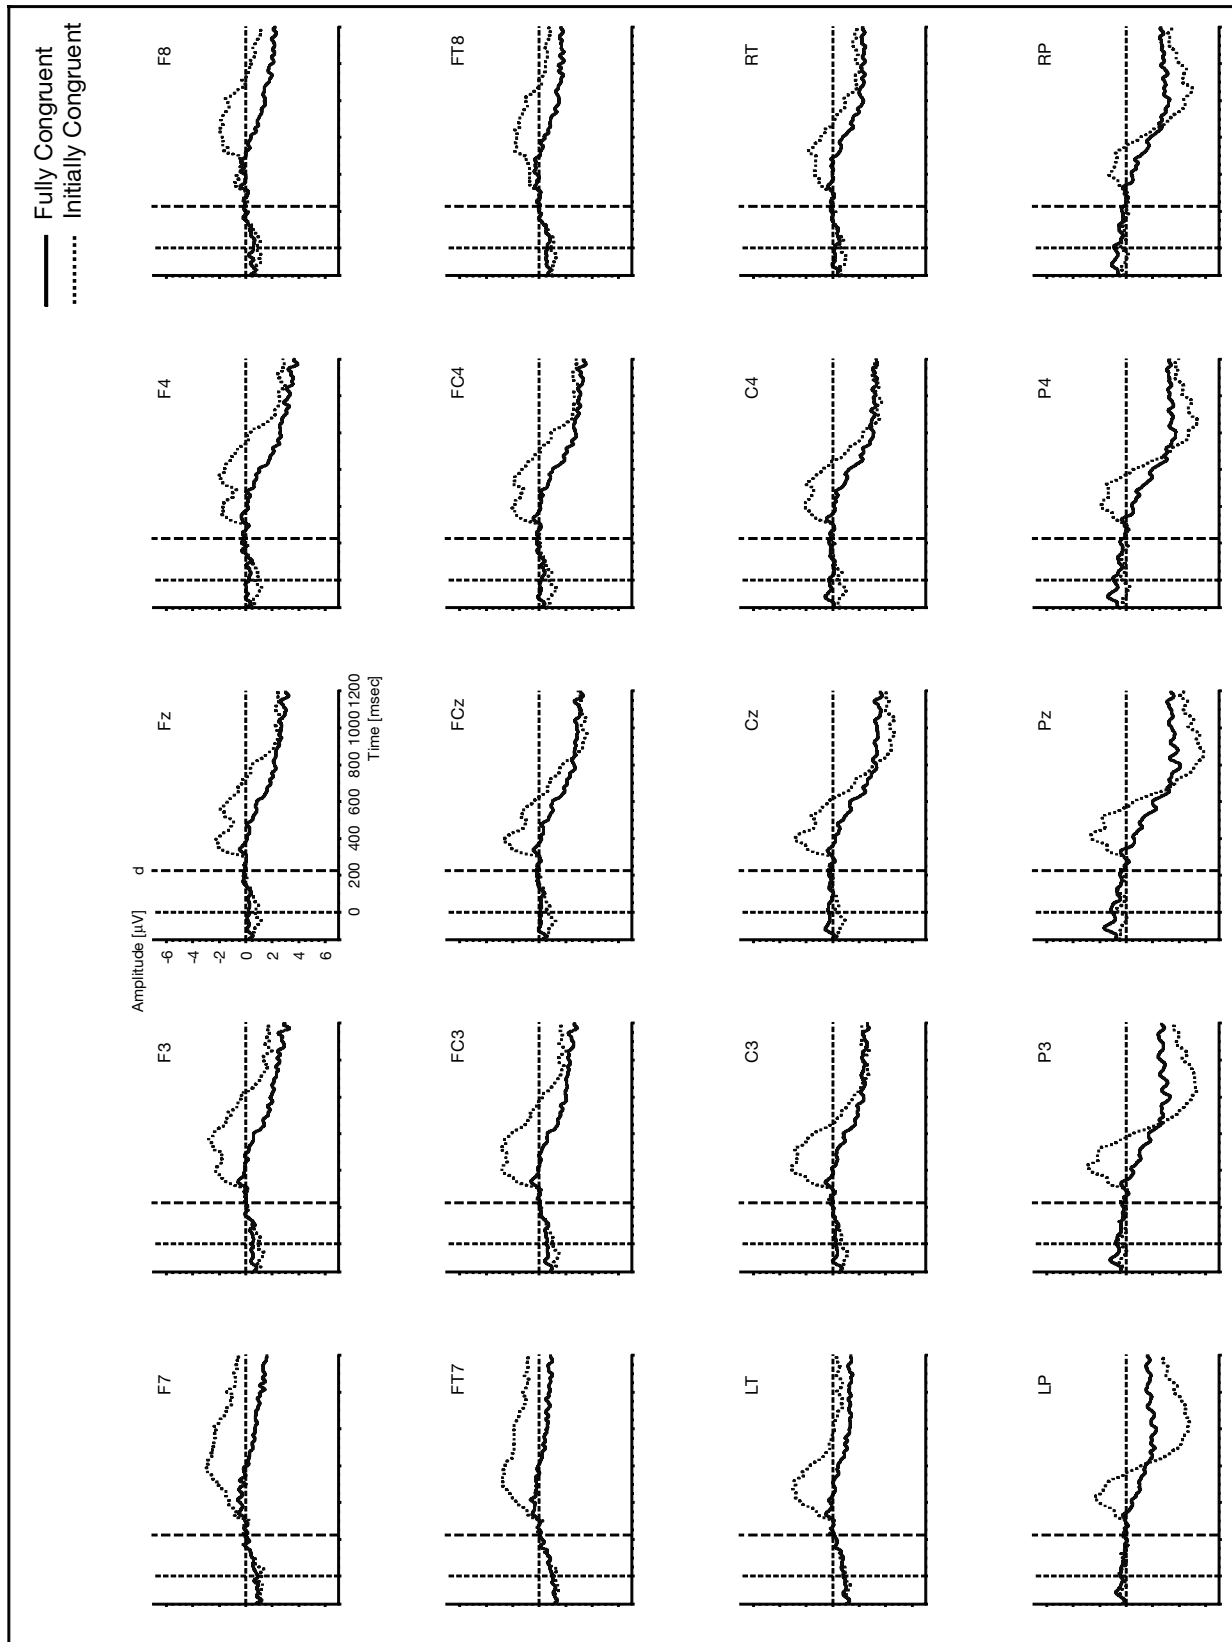 Fully Congruent
Initially Congruent
F7
F3
Fz
F4
F8
Amplitude [µV]
d
-6
-4
-2
0
2
4
6
0 200 400 600 800 1000 1200
Time [msec]
FT7
FC3
FCz
FC4
FT8
LT
C3
Cz
C4
RT
LP
P3
Pz
P4
RP